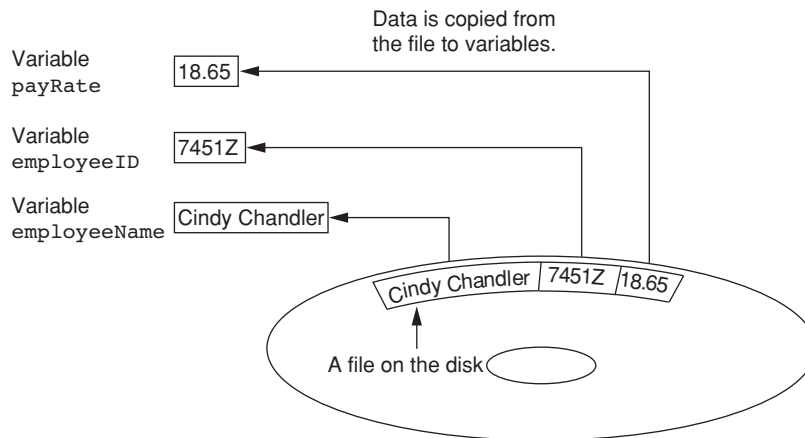 Data is copied from
the file to variables.
Variable
payRate
18.65
Variable
employeeID
7451Z
Variable
employeeName
Cindy Chandler
Cindy Chandler 7451Z 18.65
A file on the disk